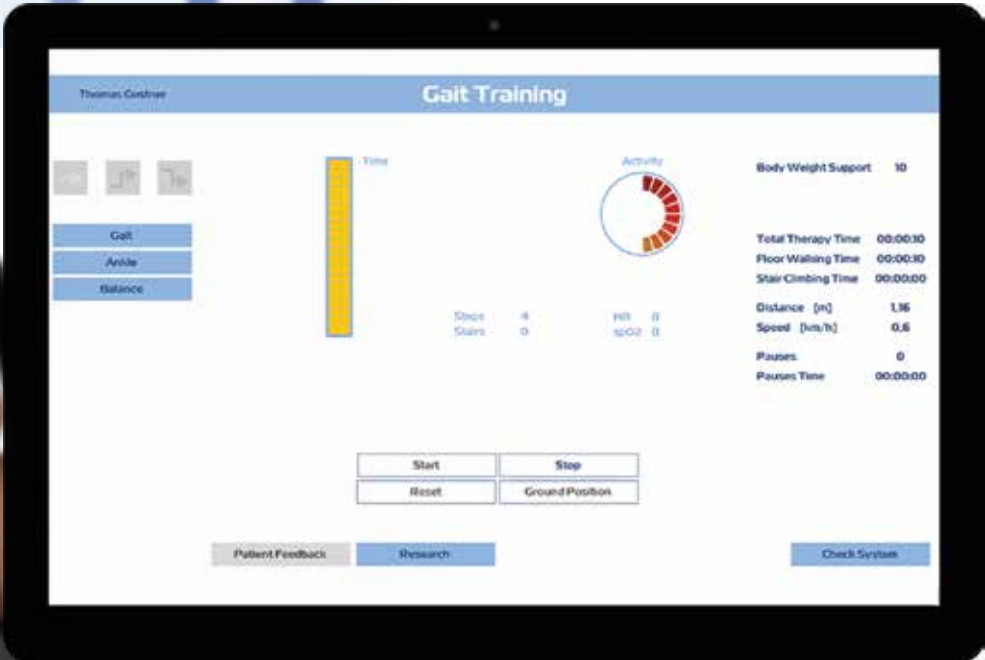 Gait Training
Time
Activity
Body Weight Support 10
Gait
Ankle
Balance
Total Therapy Time 00:00:10
Floor Walking Time 00:00:10
Stair Climbing Time 00:00:00
Steps 4
Stairs 0
HR 0
spO2 0
Distance [m] 1,16
Speed [km/h] 0,6
Pauses 0
Pauses Time 00:00:00
Start
Stop
Reset
Ground Position
Patient Feedback
Research
Check System